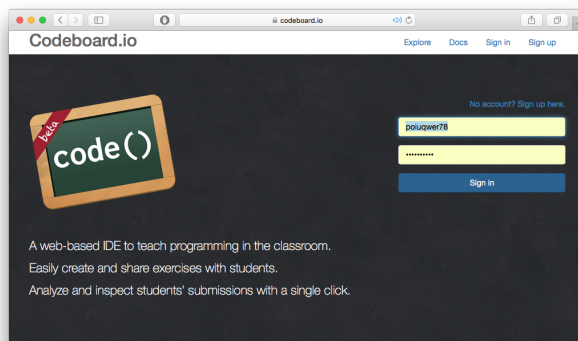 codeboard.io
Codeboard.io
Explore Docs Sign in Sign up
No account? Sign up here.
beta
code()
poiuqwer78
••••••••••
Sign in
A web-based IDE to teach programming in the classroom.
Easily create and share exercises with students.
Analyze and inspect students' submissions with a single click.